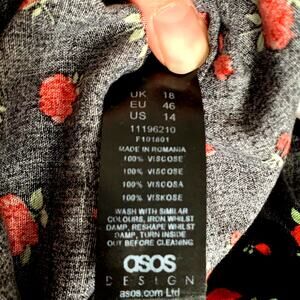 UK 18
EU 46
US 14
11196210
F101801
MADE IN ROMANIA
100% VISCOSE
100% VISCOSE
100% VISCOSA
100% VISKOSE
WASH WITH SIMILAR
COLOURS, IRON WHILST
DAMP, RESHAPE WHILST
DAMP, TURN INSIDE
OUT BEFORE CLEANING
asos
DESIGN
asos.com Ltd